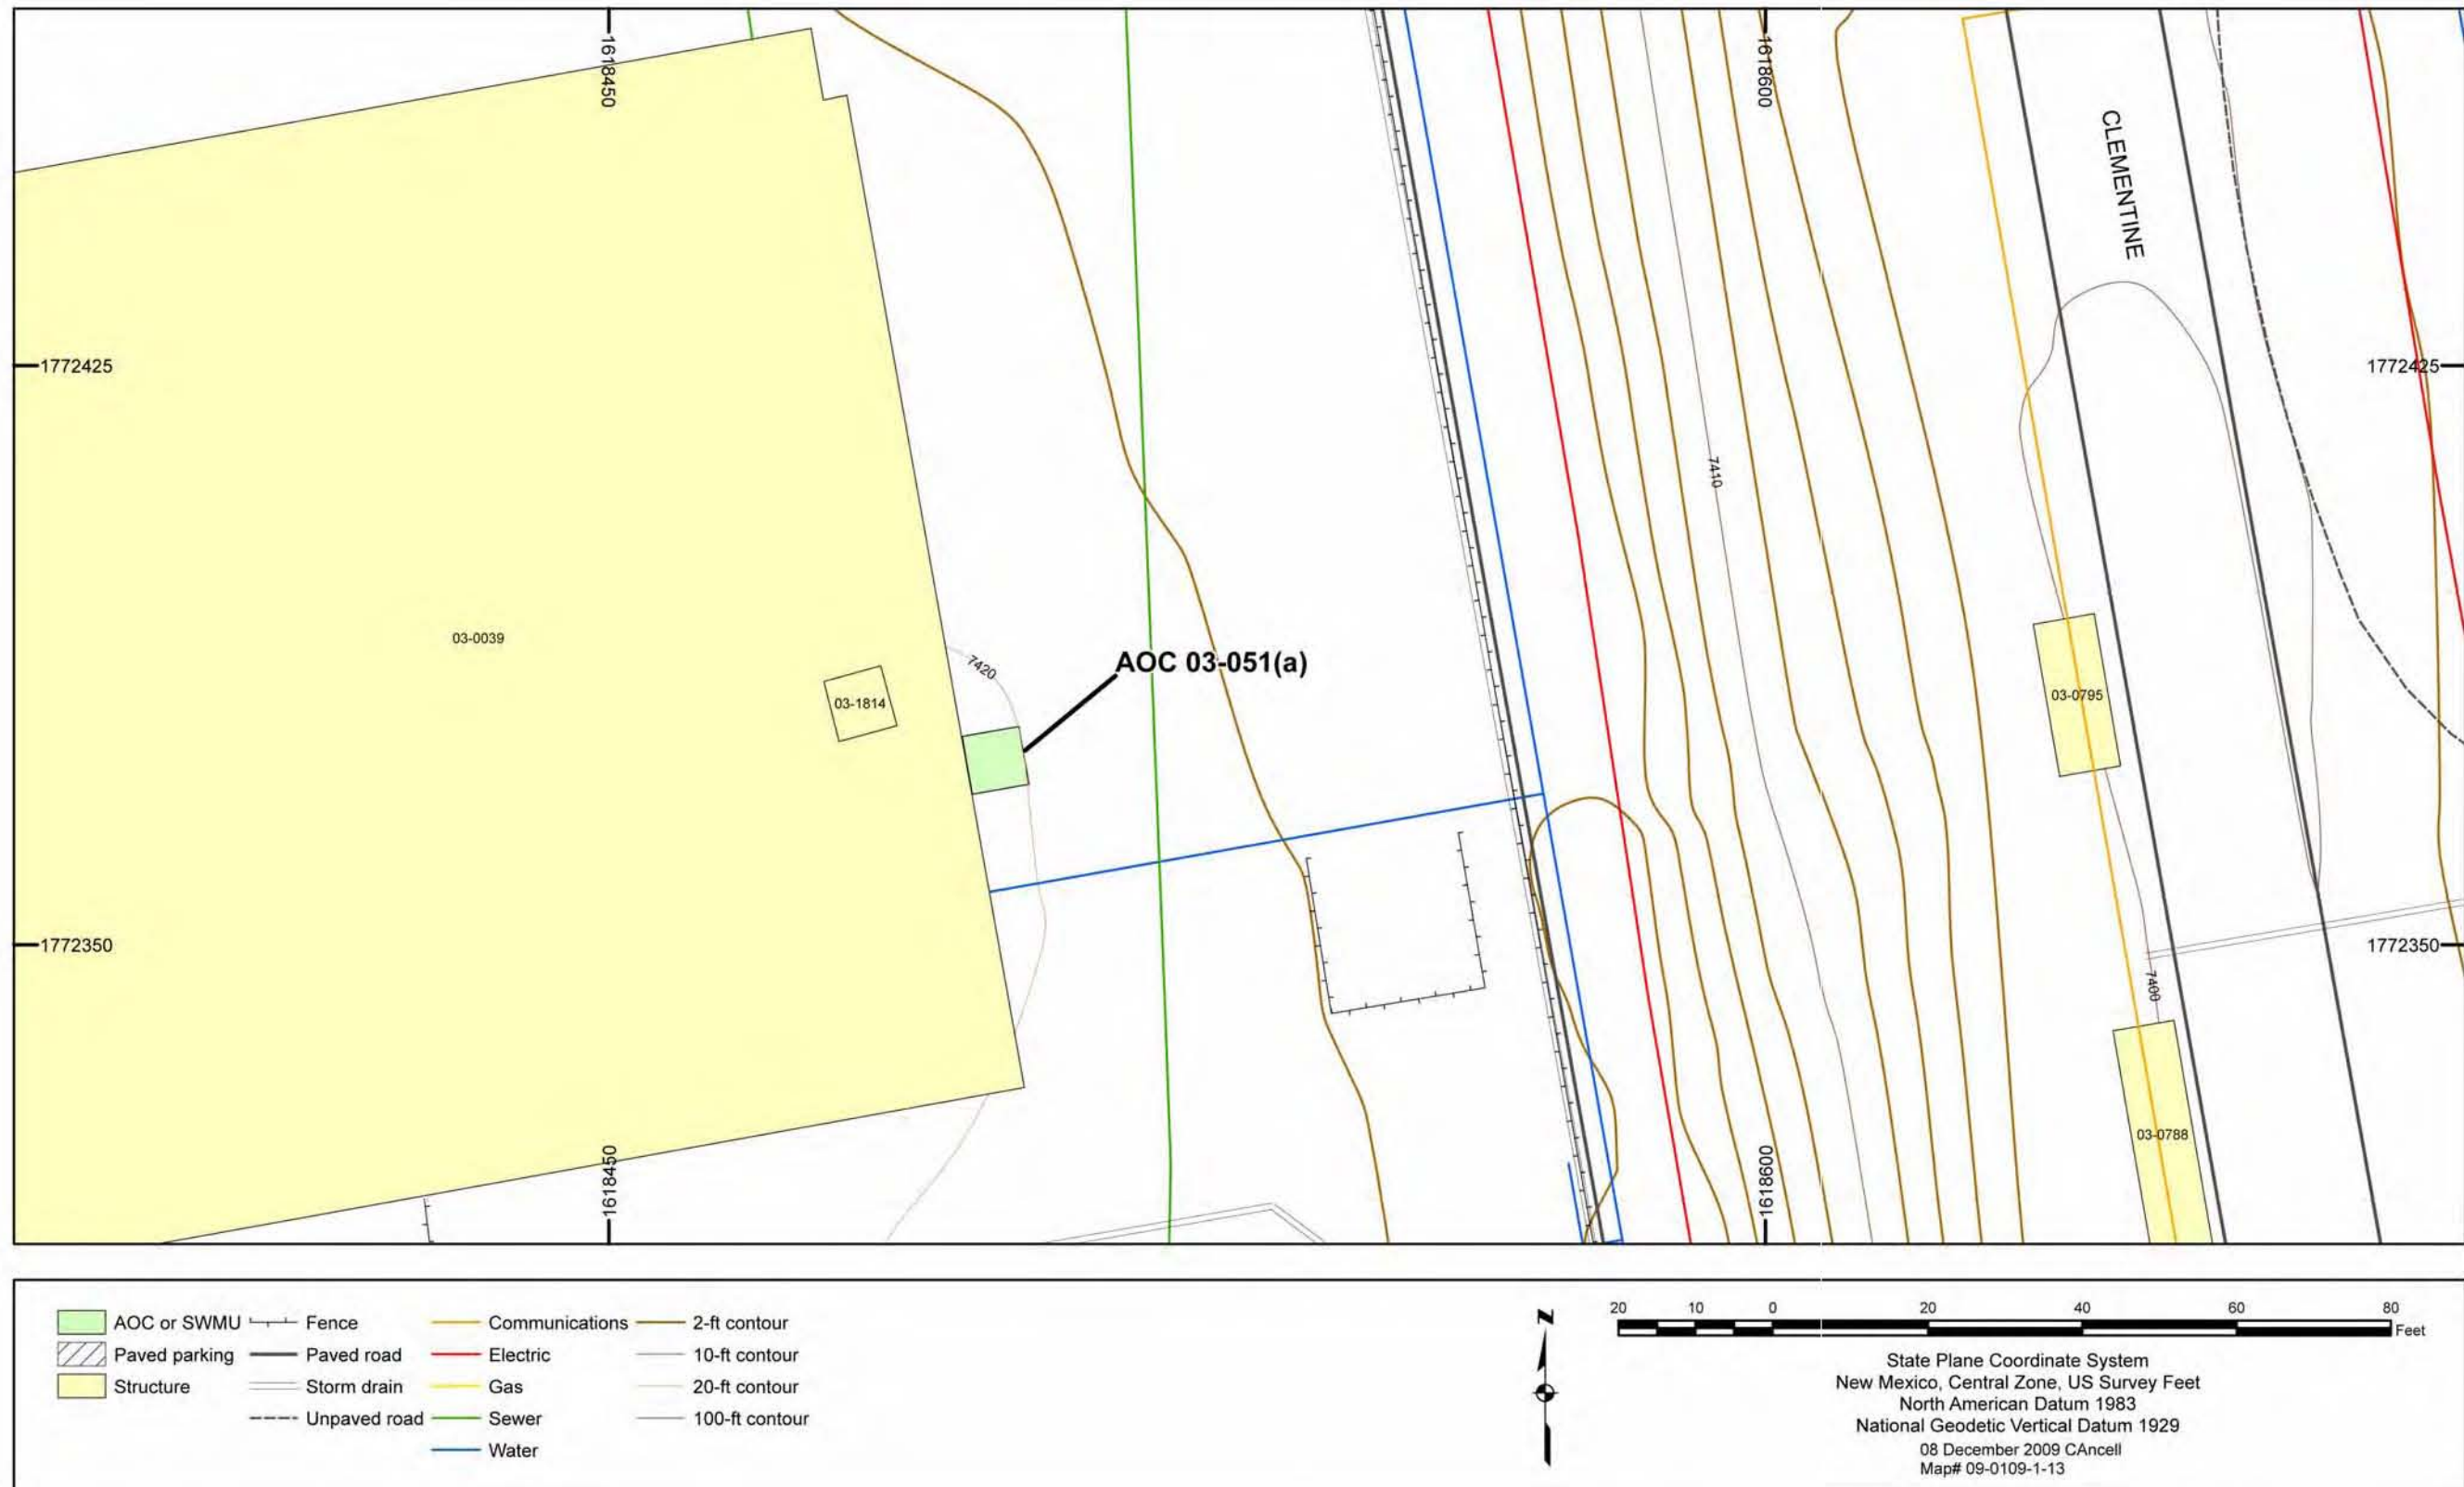 1618450
1618600
CLEMENTINE
1772425
1772425
7410
03-0039
7420
AOC 03-051(a)
03-1814
03-0795
1772350
1772350
7400
03-0788
1618450
1618600
AOC or SWMU
Paved parking
Structure
Fence
Paved road
Storm drain
Unpaved road
Communications
Electric
Gas
Sewer
Water
2-ft contour
10-ft contour
20-ft contour
100-ft contour
N
20 10 0 20 40 60 80
Feet
State Plane Coordinate System
New Mexico, Central Zone, US Survey Feet
North American Datum 1983
National Geodetic Vertical Datum 1929
08 December 2009 CAncell
Map# 09-0109-1-13